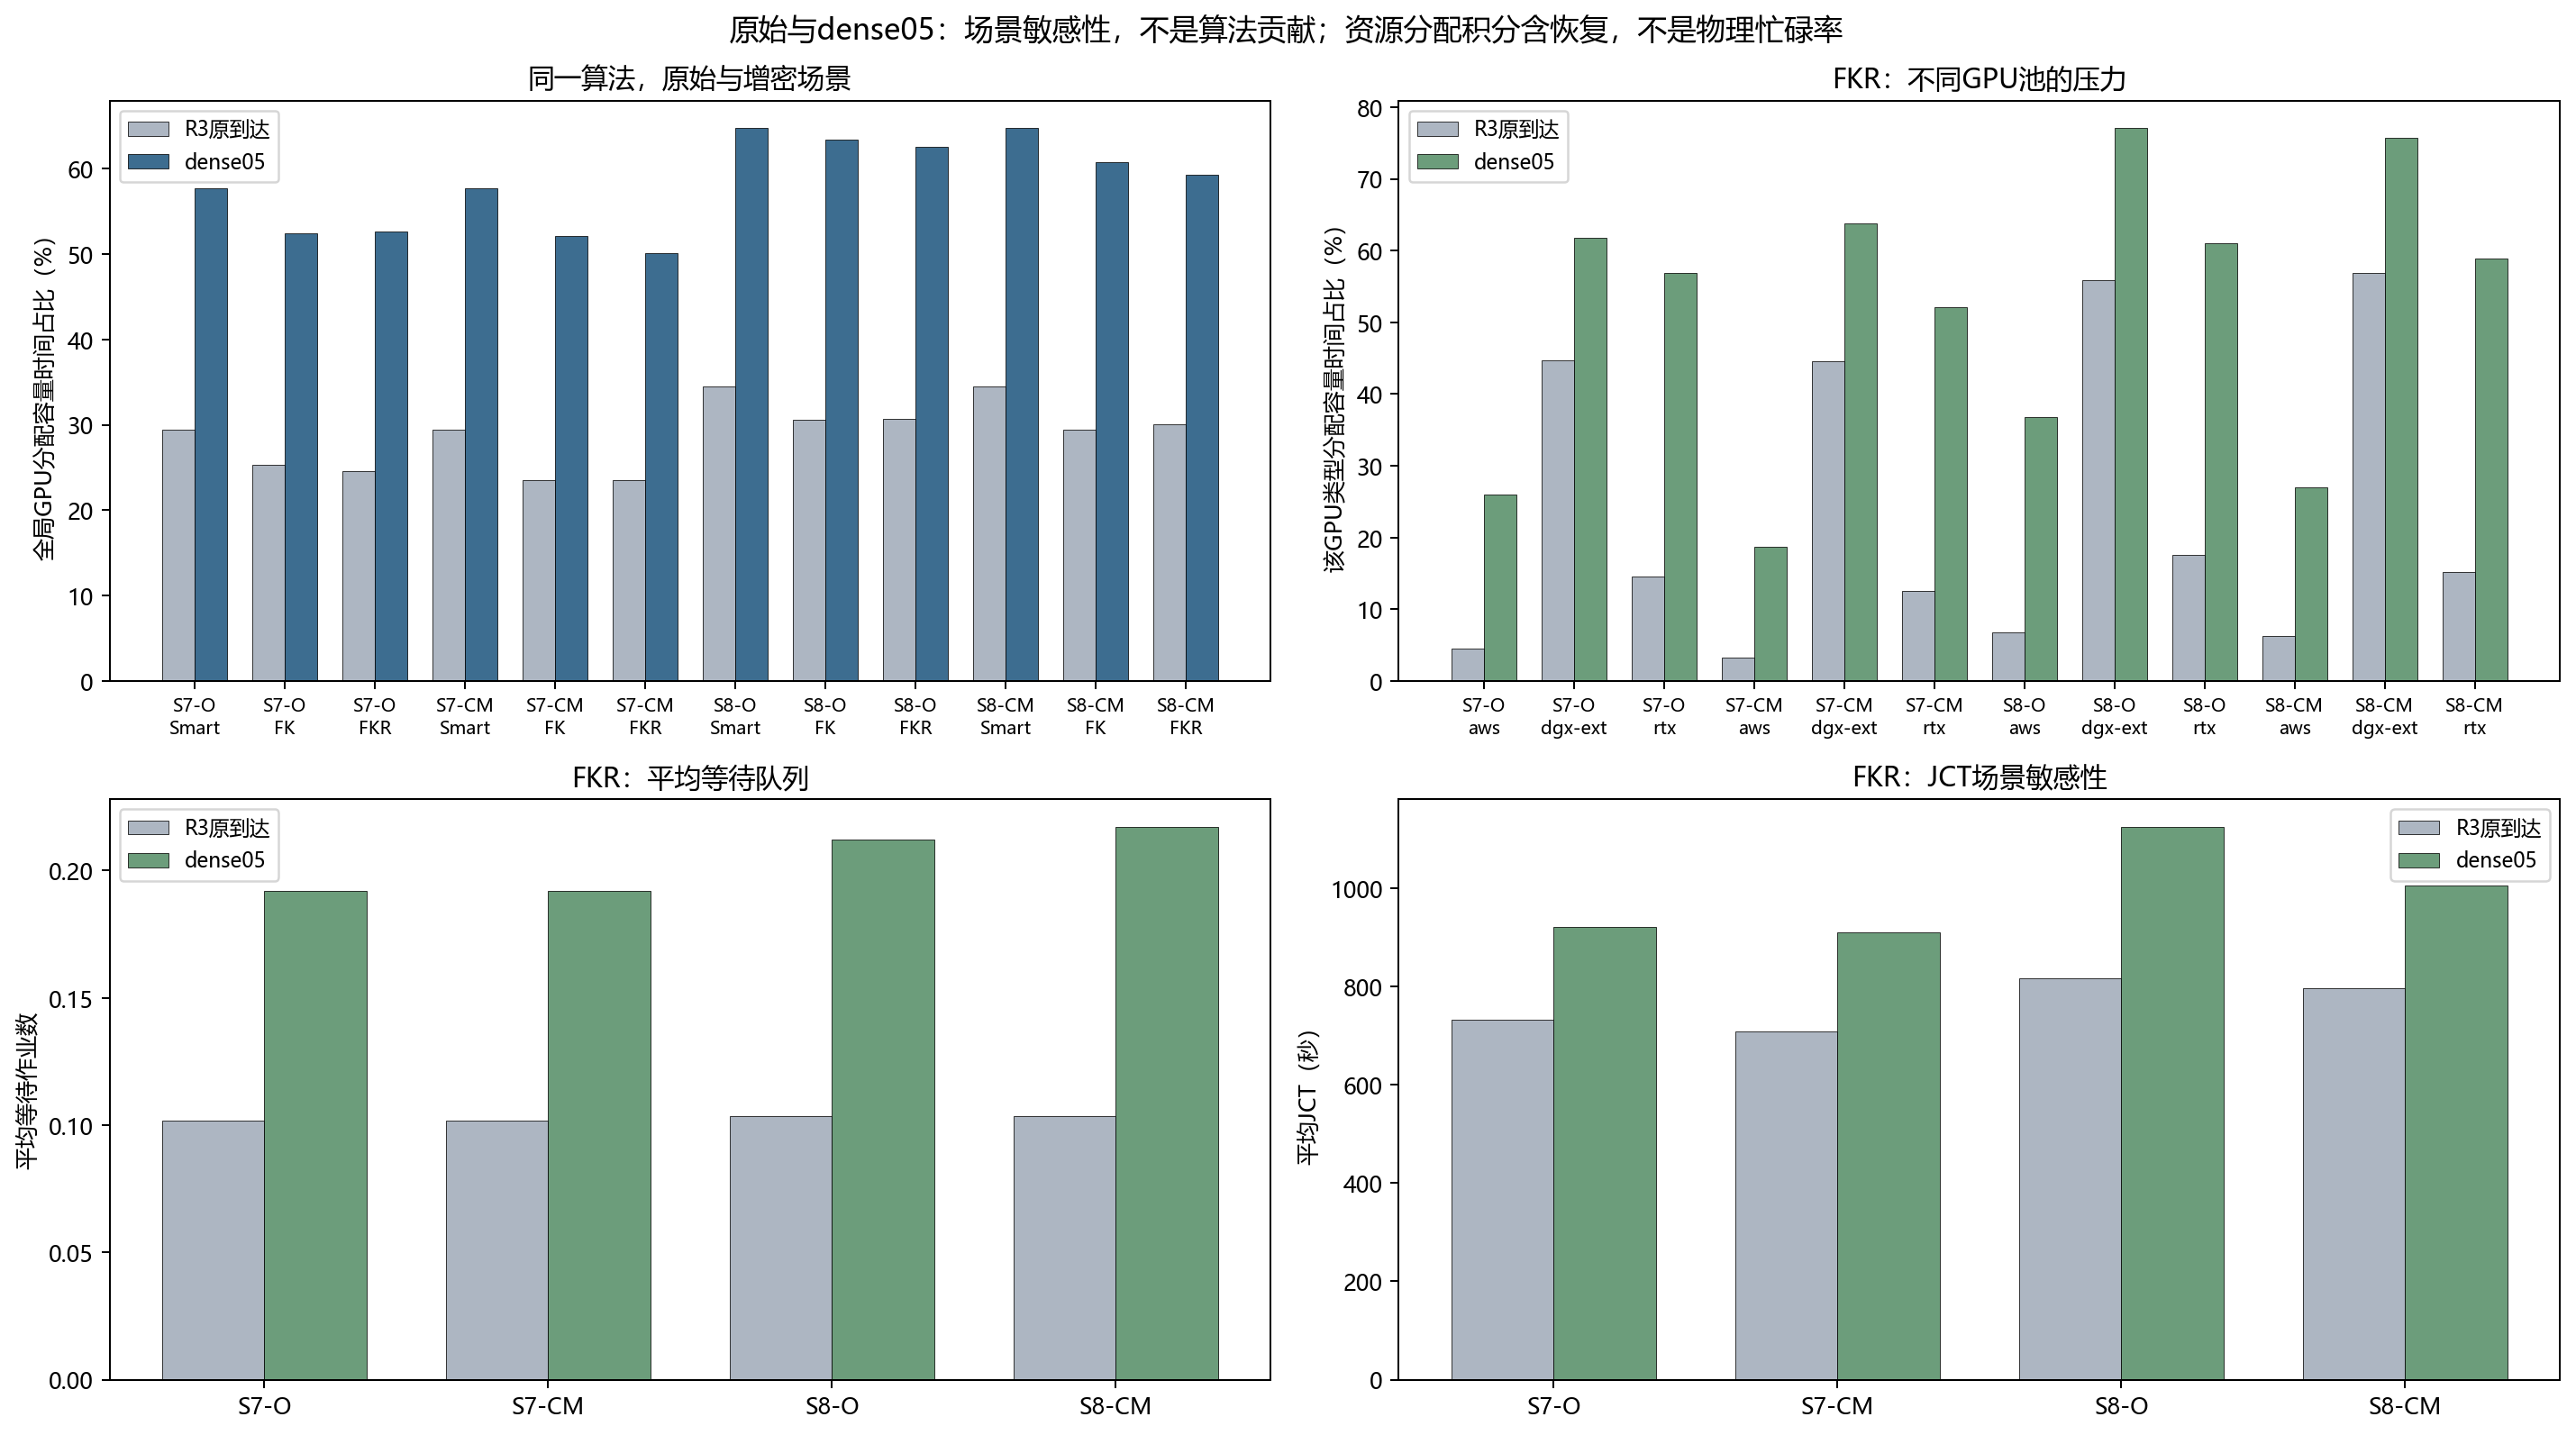 原始与dense05：场景敏感性，不是算法贡献；资源分配积分含恢复，不是物理忙碌率
同一算法，原始与增密场景
R3原到达
dense05
全局GPU分配容量时间占比（%）
60
50
40
30
20
10
0
S7-O S7-O S7-O S7-CM S7-CM S7-CM S8-O S8-O S8-O S8-CM S8-CM S8-CM
Smart FK FKR Smart FK FKR Smart FK FKR Smart FK FKR
FKR：不同GPU池的压力
R3原到达
dense05
该GPU类型分配容量时间占比（%）
80
70
60
50
40
30
20
10
0
S7-O S7-O S7-O S7-CM S7-CM S7-CM S8-O S8-O S8-O S8-CM S8-CM S8-CM
aws dgx-ext rtx aws dgx-ext rtx aws dgx-ext rtx aws dgx-ext rtx
FKR：平均等待队列
R3原到达
dense05
平均等待作业数
0.20
0.15
0.10
0.05
0.00
S7-O S7-CM S8-O S8-CM
FKR：JCT场景敏感性
R3原到达
dense05
平均JCT（秒）
1000
800
600
400
200
0
S7-O S7-CM S8-O S8-CM